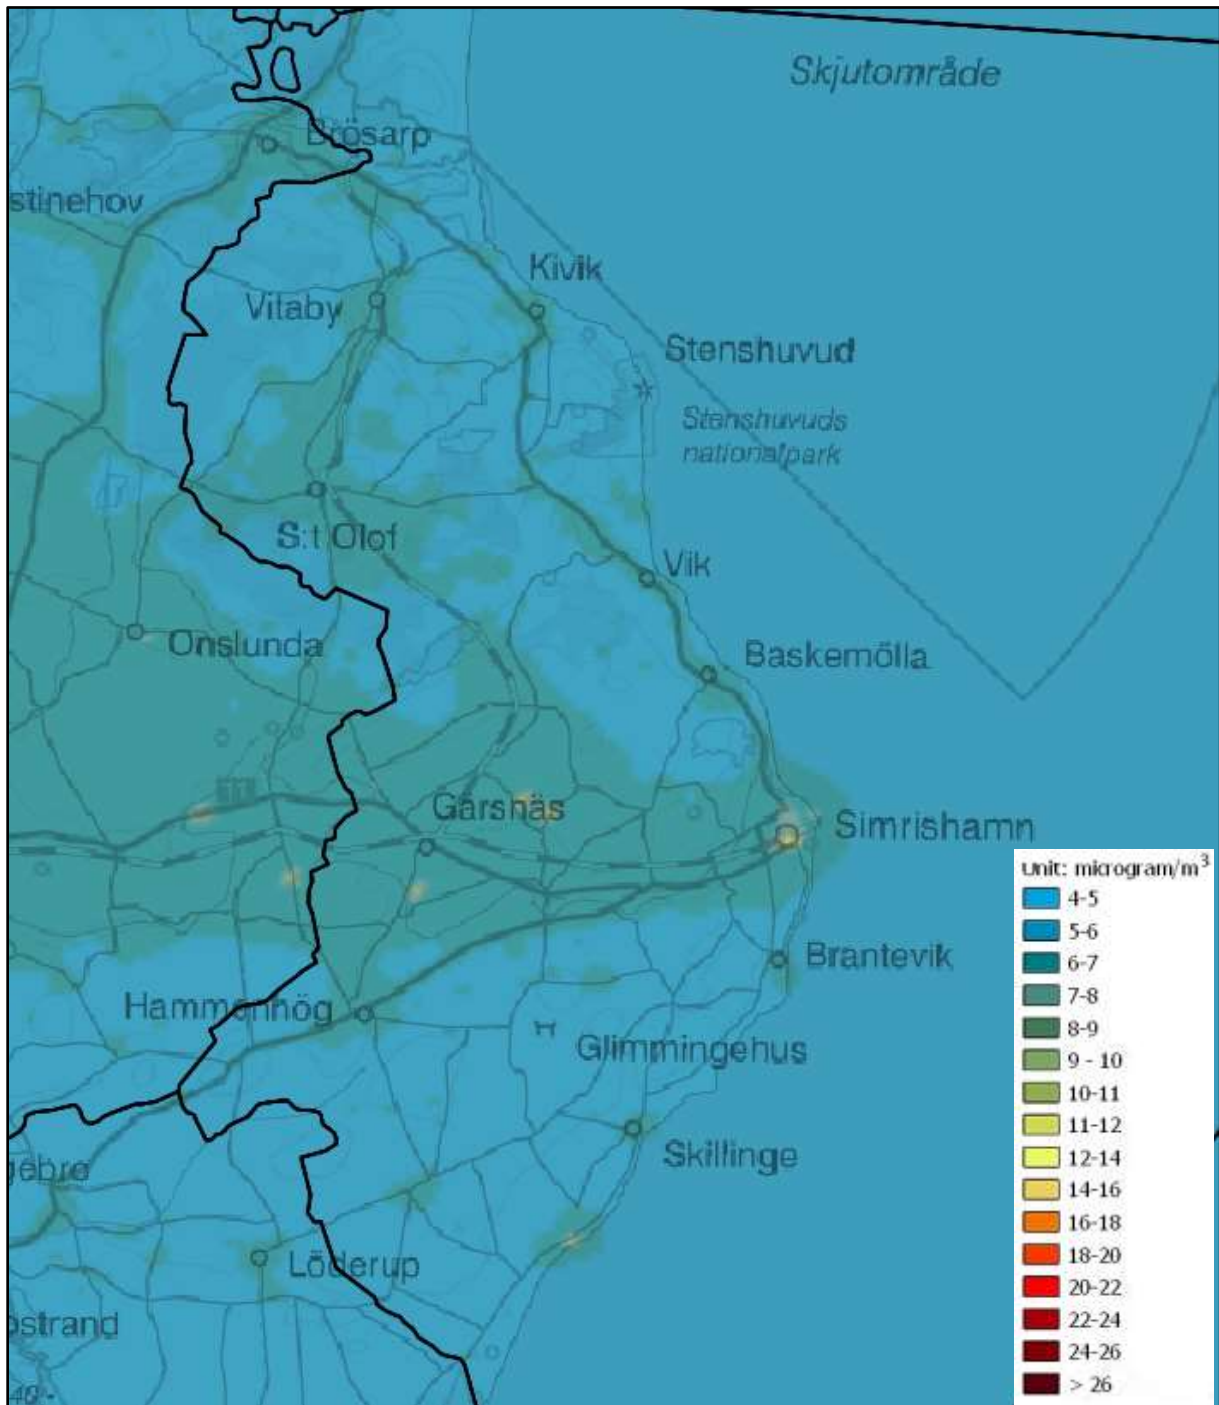 Skjutområde
Brösarp
stinehov
Kivik
Vitaby
Stenshuvud
Stenshuvuds
nationalpark
S:t Olof
Vik
Onslunda
Baskemölla
Gärsnäs
Simrishamn
Brantevik
Hammenhög
Glimmingehus
Skillinge
gebro
Löderup
strand
40
Unit: microgram/m³
4-5
5-6
6-7
7-8
8-9
9 - 10
10-11
11-12
12-14
14-16
16-18
18-20
20-22
22-24
24-26
> 26